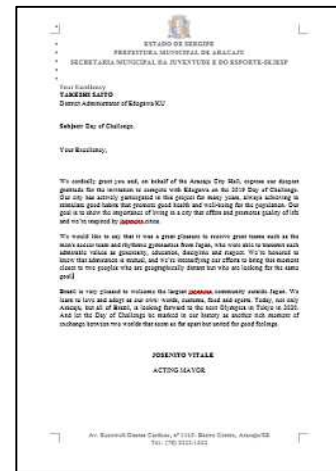 ESTADO DE SERGIPE
PREFEITURA MUNICIPAL DE ARACAJU
SECRETARIA MUNICIPAL DA JUVENTUDE E DO ESPORTE-SEJESP
Your Excellency
TAKESHI SAITO
District Administrator of Edogawa KU
Subject: Day of Challenge.
Your Excellency,
We cordially greet you and, on behalf of the Aracaju City Hall, express our deepest
gratitude for the invitation to compete with Edogawa on the 2019 Day of Challenge.
Our city has actively participated in this project for many years, always achieving in
stimulate good habits that promote good health and well-being for the population. Our
goal is to show the importance of living in a city that offers and promotes quality of life
and we're inspired by japanese cities.
We would like to say that it was a great pleasure to receive great teams such as the
men's soccer team and rhythmic gymnastics from Japan, who were able to transmit such
admirable values as generosity, education, discipline and respect. We're honored to
know that admiration is mutual, and we're intensifying our efforts to bring this moment
closer to two peoples who are geographically distant but who are looking for the same
goal.
Brazil is very pleased to welcome the largest japanese community outside Japan. We
learn to love and adopt as our own: words, customs, food and sports. Today, not only
Aracaju, but all of Brazil, is looking forward to the next Olympics in Tokyo in 2020.
And let the Day of Challenge be marked in our history as another rich moment of
exchange between two worlds that seem so far apart but united for good feelings.
JOSENITO VITALE
ACTING MAYOR